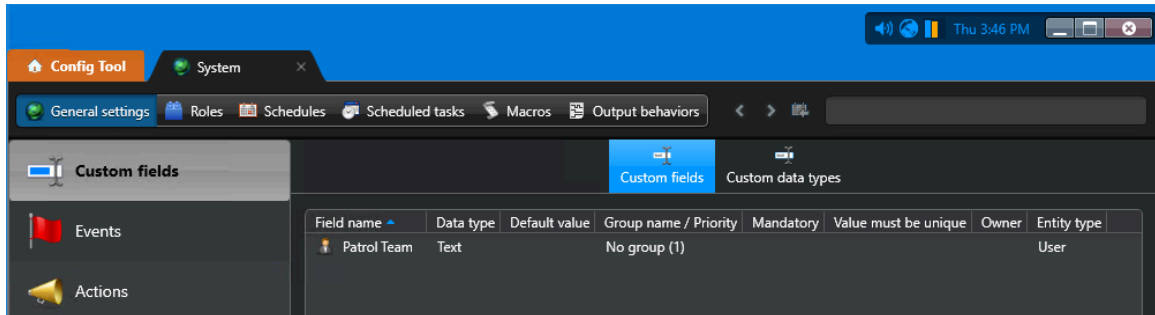 Thu 3:46 PM
Config Tool System
General settings Roles Schedules Scheduled tasks Macros Output behaviors
Custom fields
Custom fields Custom data types
Events
Field name Data type Default value Group name / Priority Mandatory Value must be unique Owner Entity type
Patrol Team Text No group (1) User
Actions